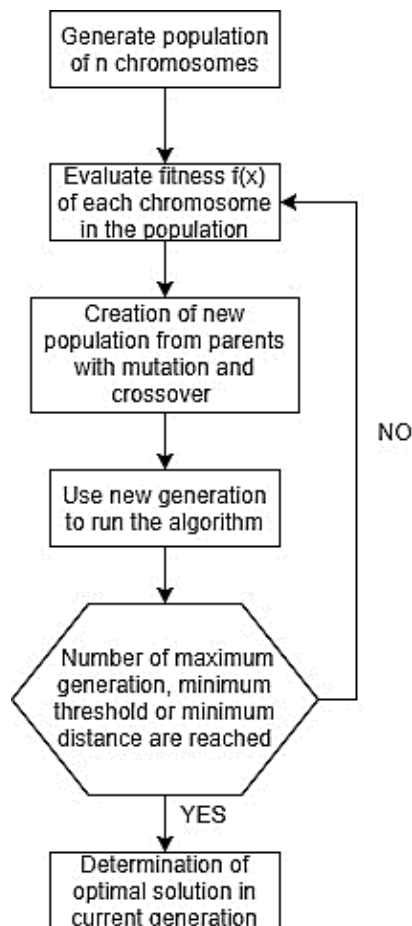 Generate population
of n chromosomes
Evaluate fitness f(x)
of each chromosome
in the population
Creation of new
population from parents
with mutation and
crossover
NO
Use new generation
to run the algorithm
Number of maximum
generation, minimum
threshold or minimum
distance are reached
YES
Determination of
optimal solution in
current generation